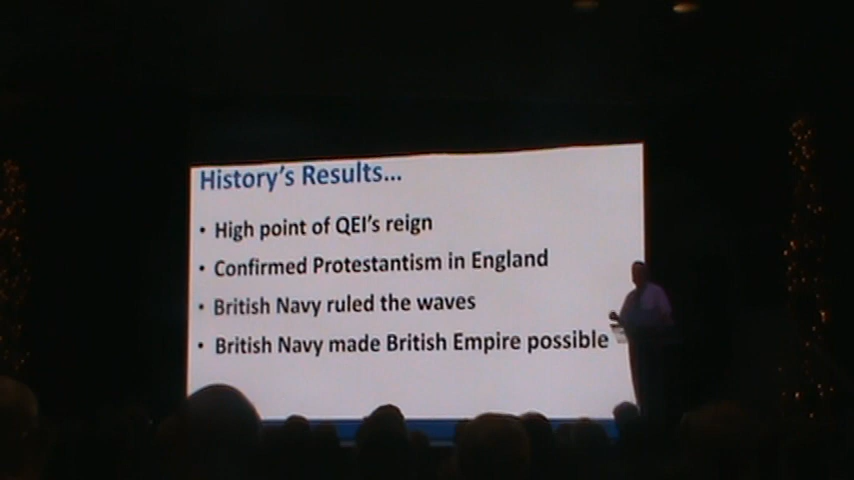 History's Results...
• High point of QEI's reign
• Confirmed Protestantism in England
• British Navy ruled the waves
• British Navy made British Empire possible